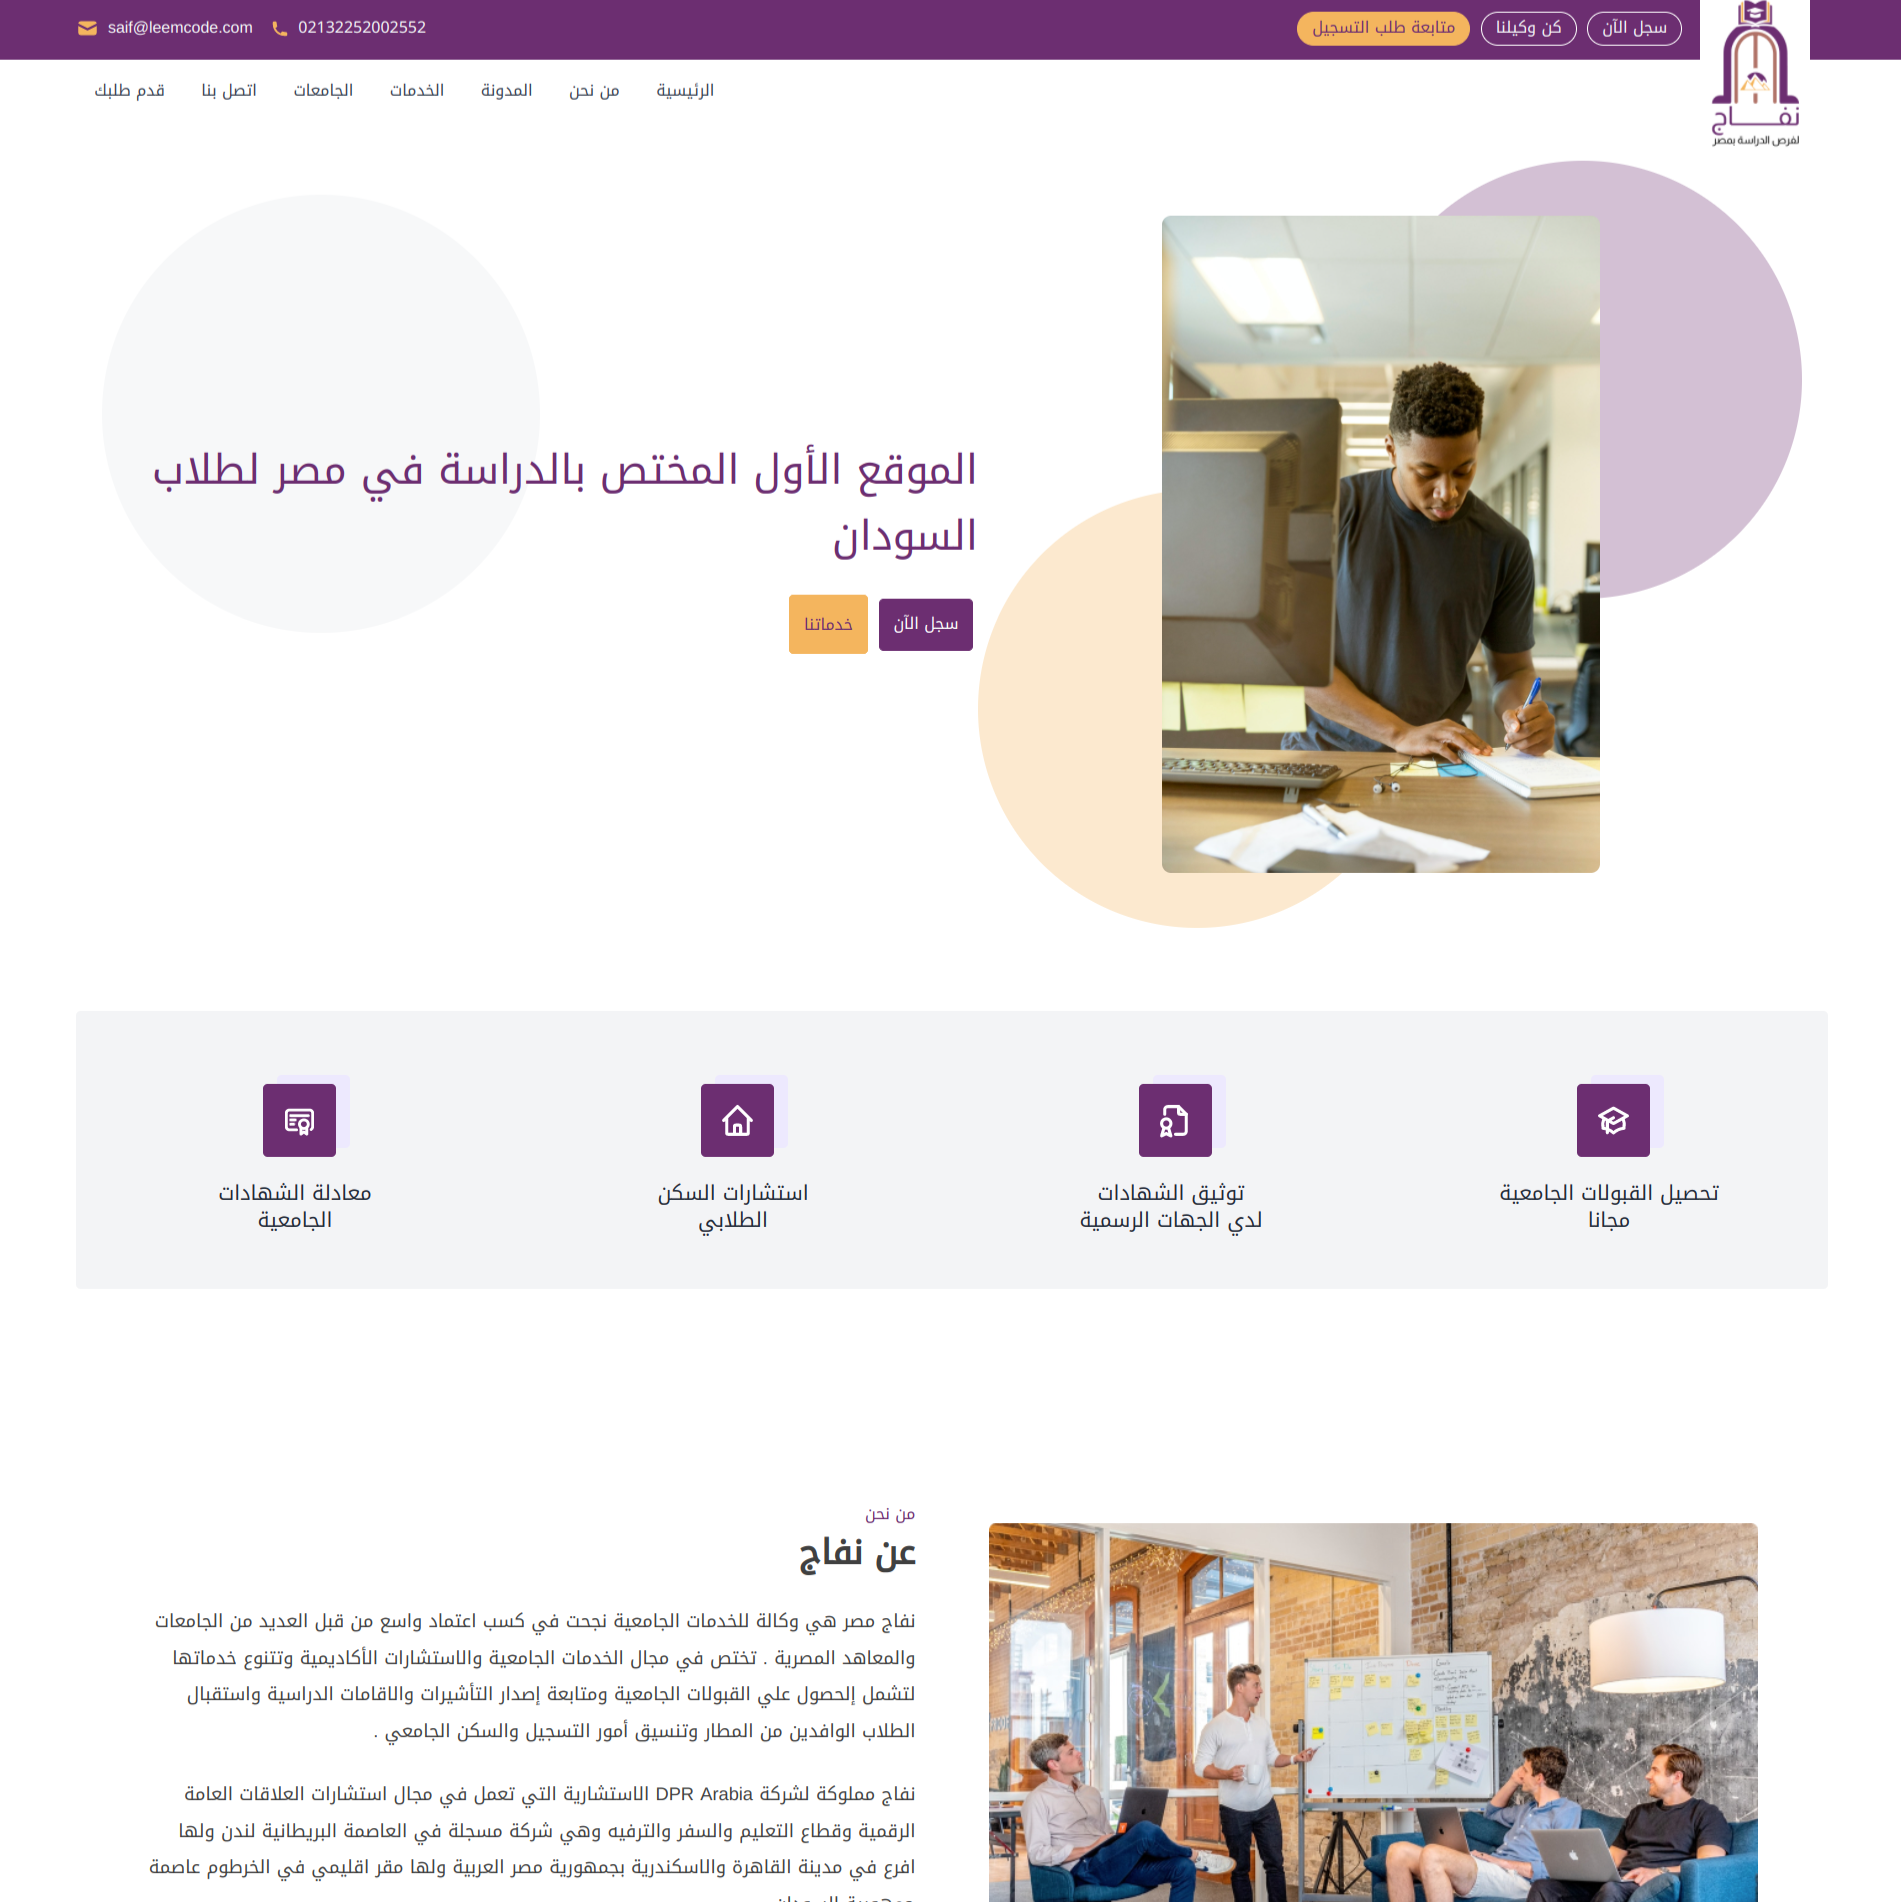 سجل الآن
كن وكيلنا
متابعة طلب التسجيل
02132252002552
saif@leemcode.com
نفاج
لفرص الدراسة بمصر
الرئيسية
من نحن
المدونة
الخدمات
الجامعات
اتصل بنا
قدم طلبك
الموقع الأول المختص بالدراسة في مصر لطلاب
السودان
سجل الآن
خدماتنا
تحصيل القبولات الجامعية
مجانا
توثيق الشهادات
لدي الجهات الرسمية
استشارات السكن
الطلابي
معادلة الشهادات
الجامعية
من نحن
عن نفاج
نفاج مصر هي وكالة للخدمات الجامعية نجحت في كسب اعتماد واسع من قبل العديد من الجامعات
والمعاهد المصرية . تختص في مجال الخدمات الجامعية والاستشارات الأكاديمية وتتنوع خدماتها
لتشمل إلحصول علي القبولات الجامعية ومتابعة إصدار التأشيرات والاقامات الدراسية واستقبال
الطلاب الوافدين من المطار وتنسيق أمور التسجيل والسكن الجامعي .
نفاج مملوكة لشركة DPR Arabia الاستشارية التي تعمل في مجال استشارات العلاقات العامة
الرقمية وقطاع التعليم والسفر والترفيه وهي شركة مسجلة في العاصمة البريطانية لندن ولها
افرع في مدينة القاهرة والاسكندرية بجمهورية مصر العربية ولها مقر اقليمي في الخرطوم عاصمة